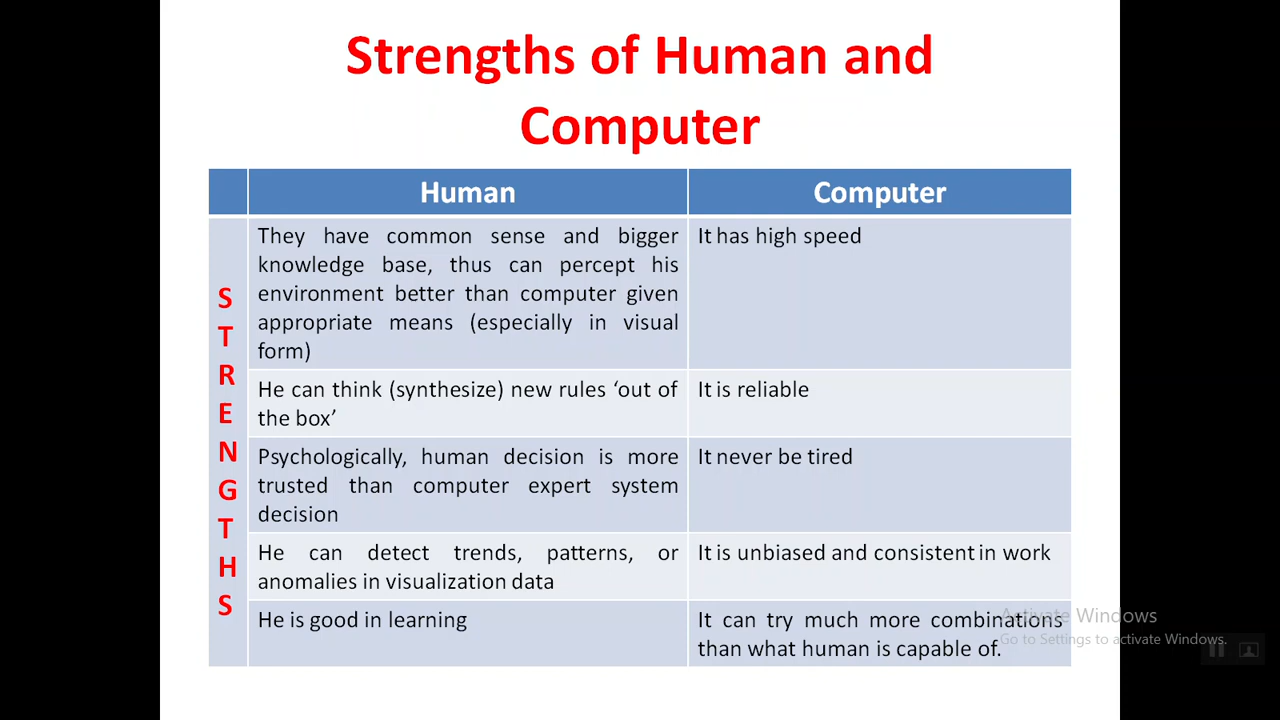 Strengths of Human and
Computer
Human
Computer
STRENGTHS
They have common sense and bigger
knowledge base, thus can percept his
environment better than computer given
appropriate means (especially in visual
form)
It has high speed
He can think (synthesize) new rules ‘out of
the box’
It is reliable
Psychologically, human decision is more
trusted than computer expert system
decision
It never be tired
He can detect trends, patterns, or
anomalies in visualization data
It is unbiased and consistent in work
He is good in learning
It can try much more combinations
than what human is capable of.
Activate Windows
Go to Settings to activate Windows.